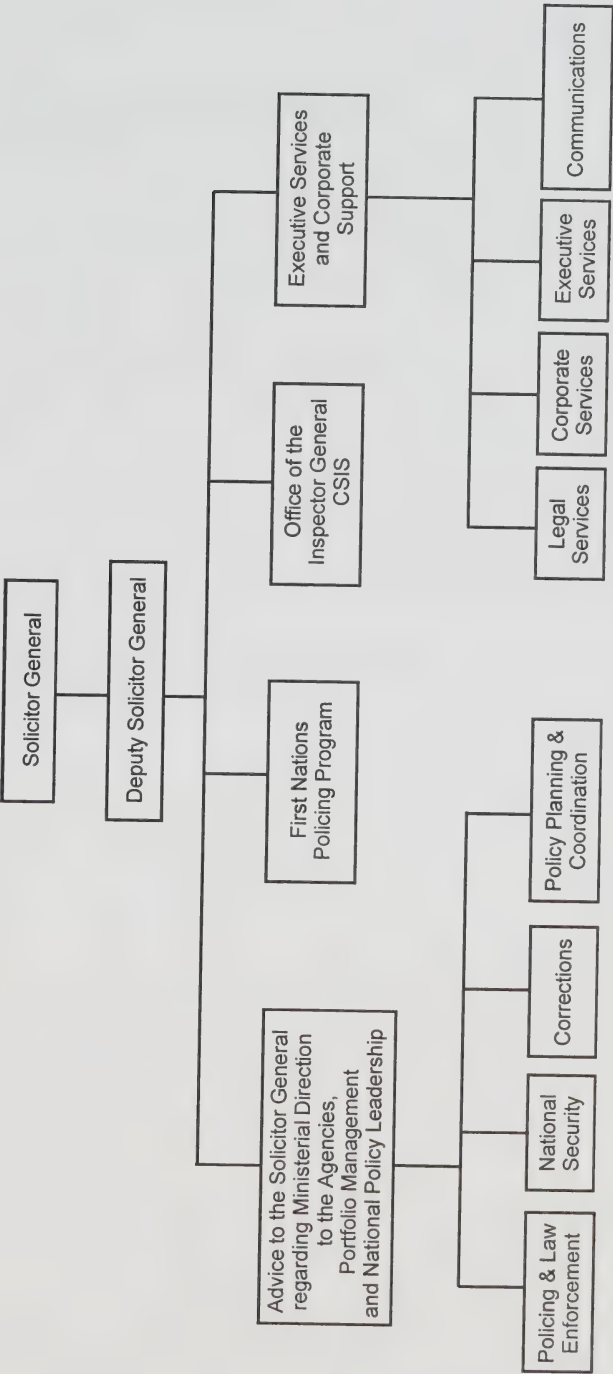 Solicitor General
Deputy Solicitor General
Advice to the Solicitor General
regarding Ministerial Direction
to the Agencies,
Portfolio Management
and National Policy Leadership
First Nations
Policing Program
Office of the
Inspector General
CSIS
Executive Services
and Corporate
Support
Policing & Law
Enforcement
National
Security
Corrections
Policy Planning &
Coordination
Legal
Services
Corporate
Services
Executive
Services
Communications